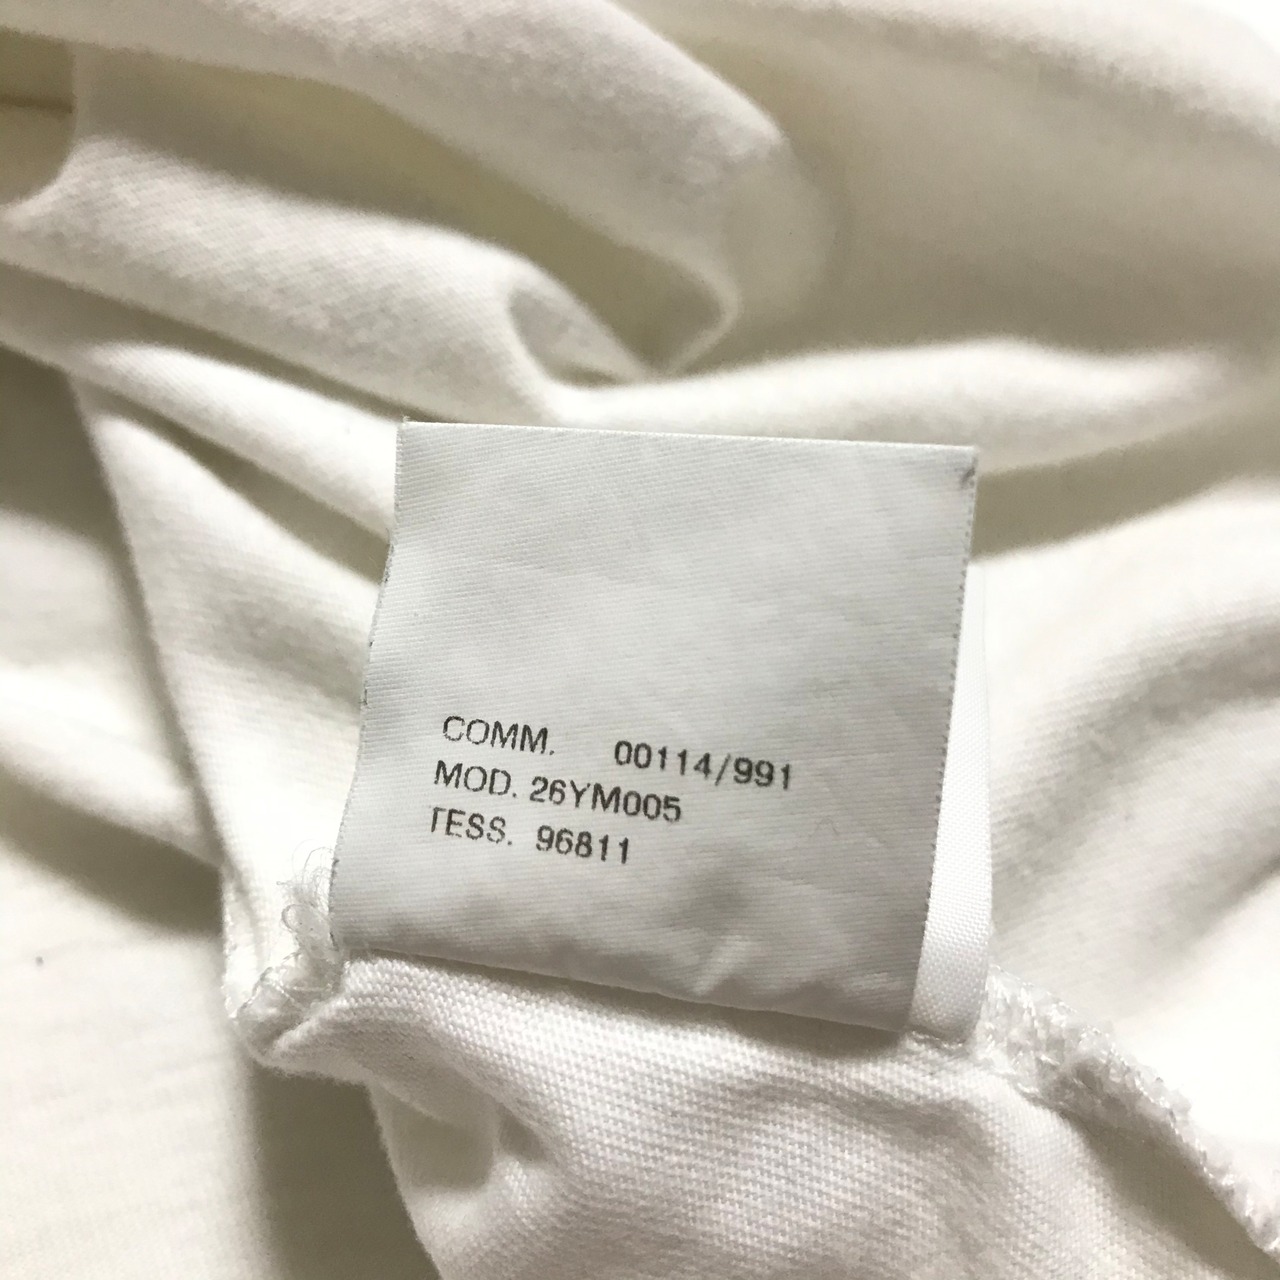 COMM. 00114/991
MOD. 26YM005
TESS. 96811